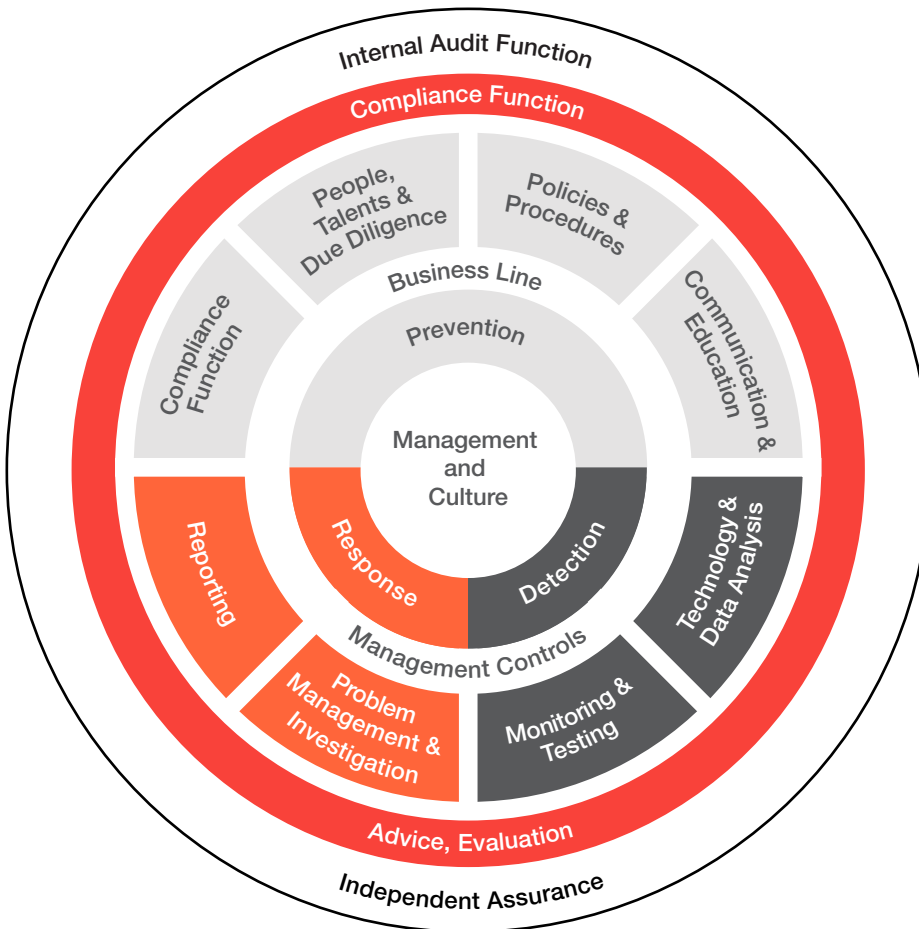 Internal Audit Function
Compliance Function
People,
Talents &
Due Diligence
Policies &
Procedures
Compliance
Function
Communication &
Education
Business Line
Prevention
Management
and
Culture
Response
Detection
Management Controls
Reporting
Technology &
Data Analysis
Problem
Management &
Investigation
Monitoring &
Testing
Advice, Evaluation
Independent Assurance